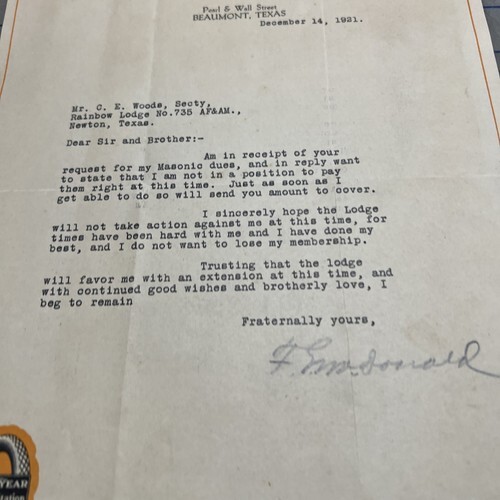 Pearl & Wall Street
BEAUMONT, TEXAS
December 14, 1921.
Mr. C. E. Woods, Secty,
Rainbow Lodge No.735 AF&AM.,
Newton, Texas.
Dear Sir and Brother:-
Am in receipt of your
request for my Masonic dues, and in reply want
to state that I am not in a position to pay
them right at this time. Just as soon as I
get able to do so will send you amount to cover.
I sincerely hope the Lodge
will not take action against me at this time, for
times have been hard with me and I have done my
best, and I do not want to lose my membership.
Trusting that the lodge
will favor me with an extension at this time, and
with continued good wishes and brotherly love, I
beg to remain
Fraternally yours,
McDonald
YEAR
tation